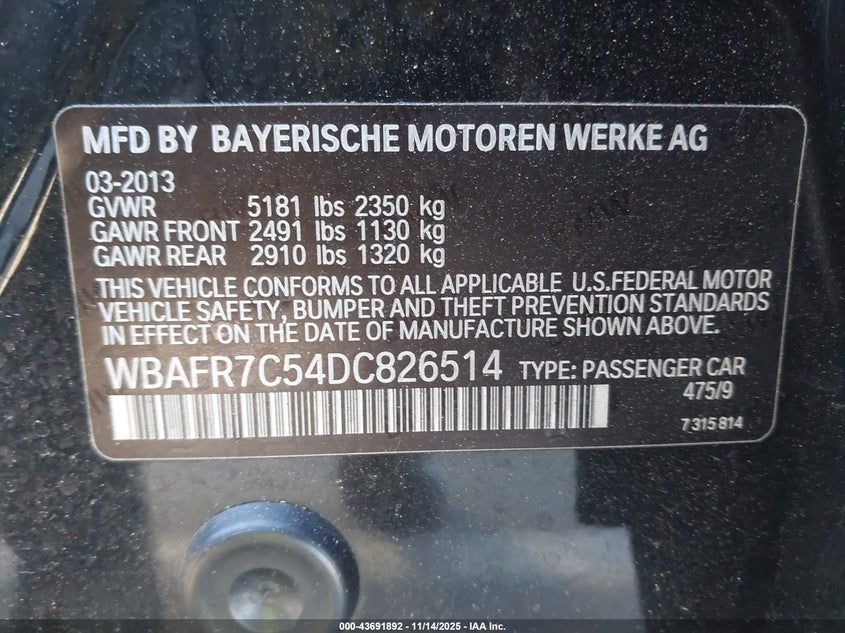 MFD BY BAYERISCHE MOTOREN WERKE AG
03-2013
GVWR 5181 lbs 2350 kg
GAWR FRONT 2491 lbs 1130 kg
GAWR REAR 2910 lbs 1320 kg
THIS VEHICLE CONFORMS TO ALL APPLICABLE U.S.FEDERAL MOTOR
VEHICLE SAFETY, BUMPER AND THEFT PREVENTION STANDARDS
IN EFFECT ON THE DATE OF MANUFACTURE SHOWN ABOVE.
WBAFR7C54DC826514 TYPE: PASSENGER CAR
475/9
7 315 814
000-43691892 | 11/14/2025 | IAA Inc.